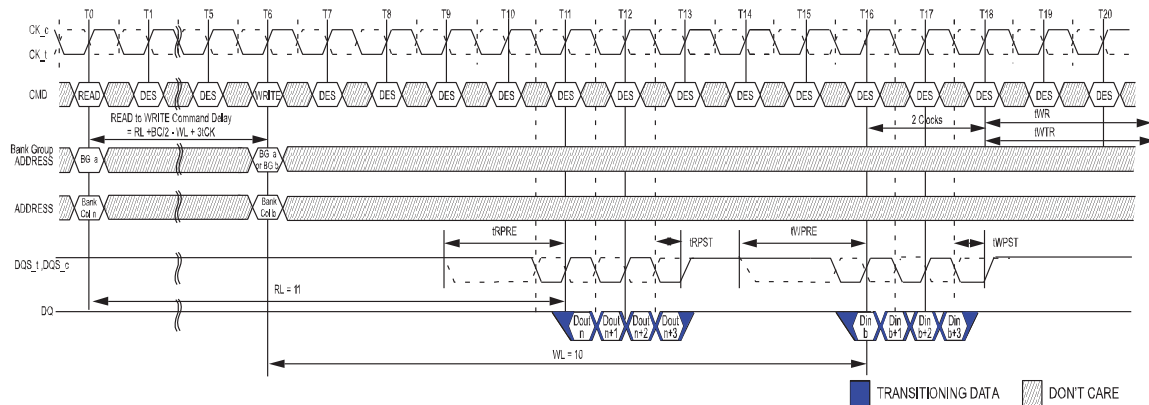 T0 T1 T5 T6 T7 T8 T9 T10 T11 T12 T13 T14 T15 T16 T17 T18 T19 T20
CK_c
CK_t
CMD READ DES DES WRITE DES DES DES DES DES DES DES DES DES DES DES DES DES DES
READ to WRITE Command Delay
= RL +BC/2 - WL + 3tCK
2 Clocks
tWR
tWTR
Bank Group
ADDRESS
BG a
BG a
or BG b
ADDRESS
Bank
Col n
Bank
Col b
tRPRE tRPST tWPRE tWPST
DQS_t ,DQS_c
RL = 11
DQ
Dout
n
Dout
n+1
Dout
n+2
Dout
n+3
Din
b
Din
b+1
Din
b+2
Din
b+3
WL = 10
TRANSITIONING DATA DON'T CARE